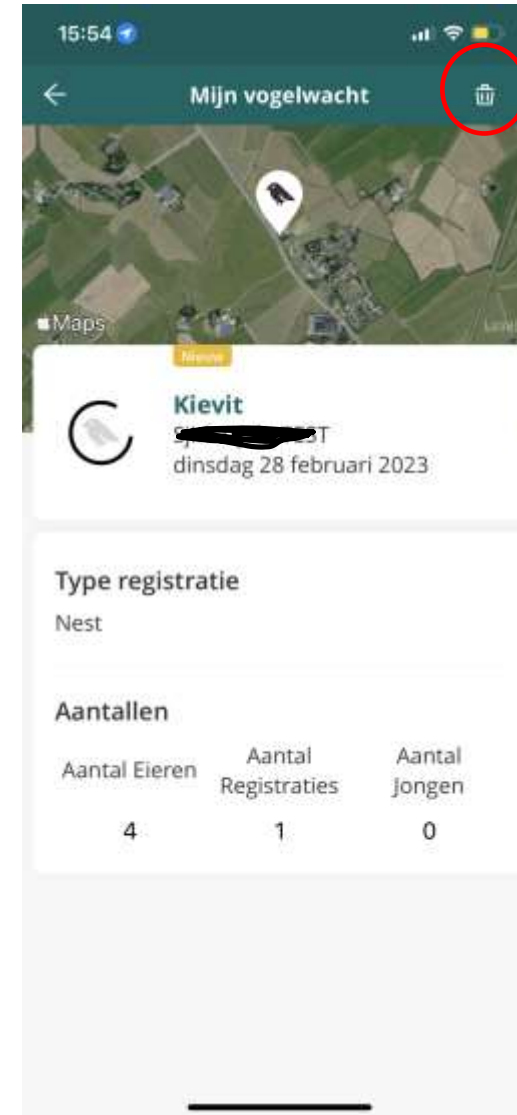 15:54
Mijn vogelwacht
Maps
Nieuw
Kievit
dinsdag 28 februari 2023
Type registratie
Nest
Aantallen
Aantal Eieren
Aantal Registraties
Aantal Jongen
4
1
0